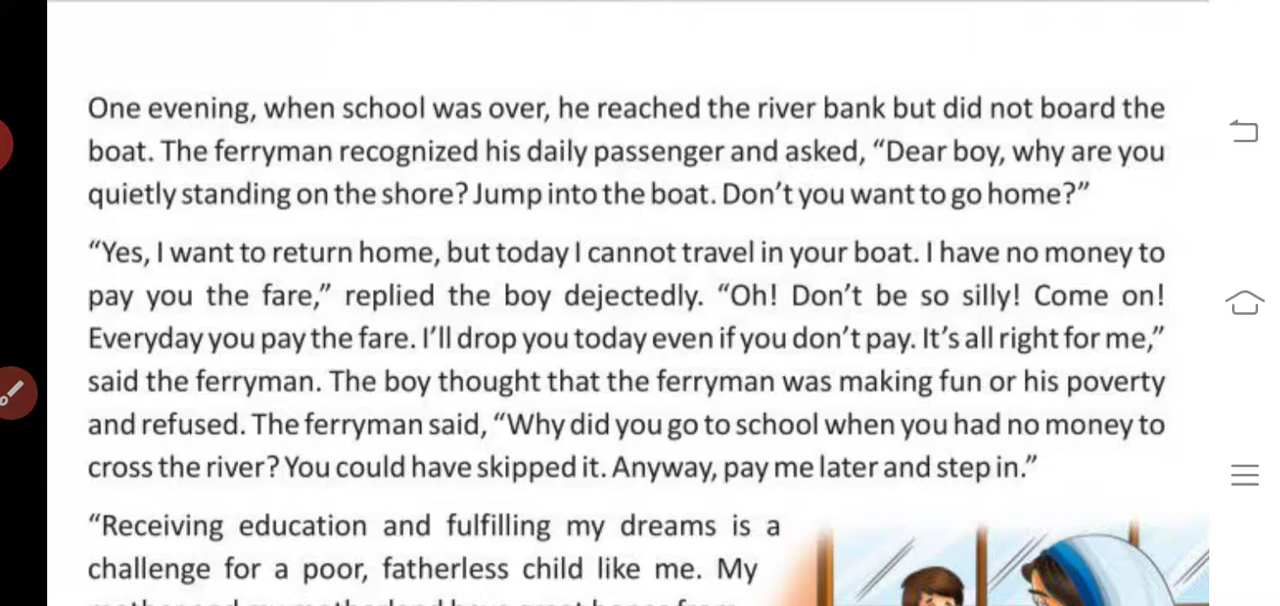 One evening, when school was over, he reached the river bank but did not board the
boat. The ferryman recognized his daily passenger and asked, “Dear boy, why are you
quietly standing on the shore? Jump into the boat. Don’t you want to go home?”
“Yes, I want to return home, but today I cannot travel in your boat. I have no money to
pay you the fare,” replied the boy dejectedly. “Oh! Don’t be so silly! Come on!
Everyday you pay the fare. I’ll drop you today even if you don’t pay. It’s all right for me,”
said the ferryman. The boy thought that the ferryman was making fun or his poverty
and refused. The ferryman said, “Why did you go to school when you had no money to
cross the river? You could have skipped it. Anyway, pay me later and step in.”
“Receiving education and fulfilling my dreams is a
challenge for a poor, fatherless child like me. My